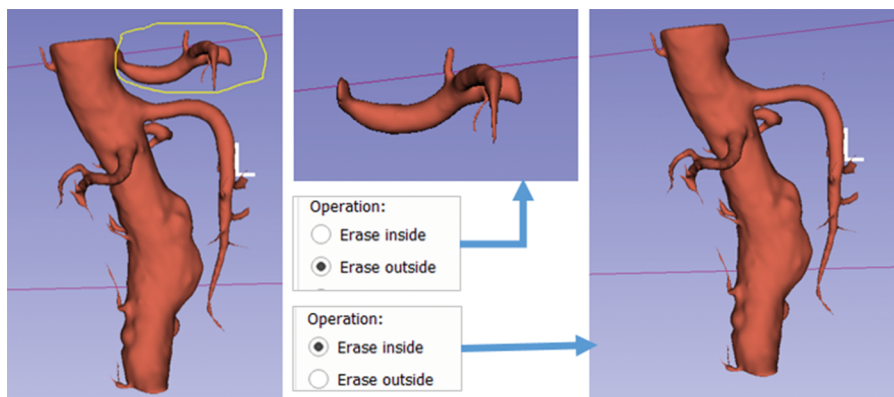 Operation:
Erase inside
Erase outside
Operation:
Erase inside
Erase outside
L
L